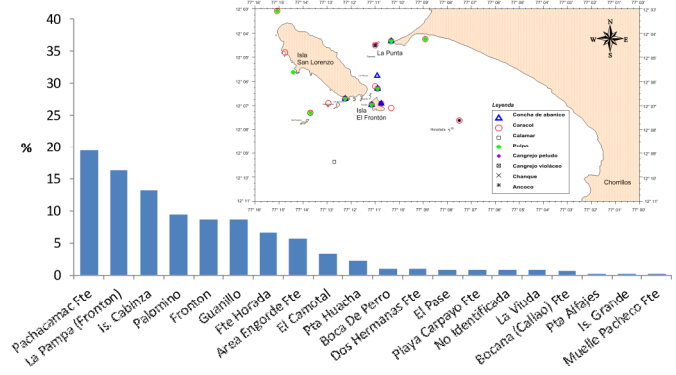 40
35
30
25
20
15
10
5
0
%
Pachacamac Fte
La Pampa (Fronton)
Is. Cabinza
Palomino
Fronton
Guanillo
Fte Horada
Area Engorde Fte
El Camotal
Pta Huacha
Boca De Perro
Dos Hermanas Fte
El Pase
Playa Carpayo Fte
No Identificada
La Viuda
Bocana (Callao) Fte
Pta Alfajes
Is. Grande
Muelle Pacheco Fte
Isla
San Lorenzo
La Punta
Isla
El Frontón
Chorrillos
N
W
E
S
Leyenda
Concha de abanico
Caracol
Calamar
Pulpo
Cangrejo peludo
Cangrejo violáceo
Chanque
Ancoco